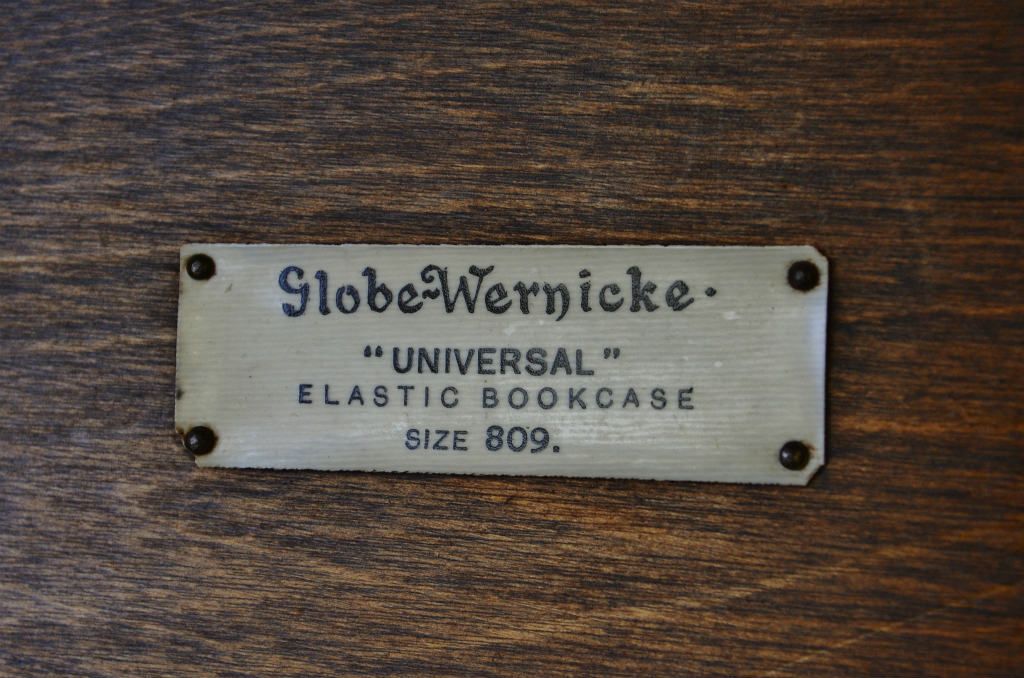 Globe~Wernicke.
"UNIVERSAL"
ELASTIC BOOKCASE
SIZE 809.